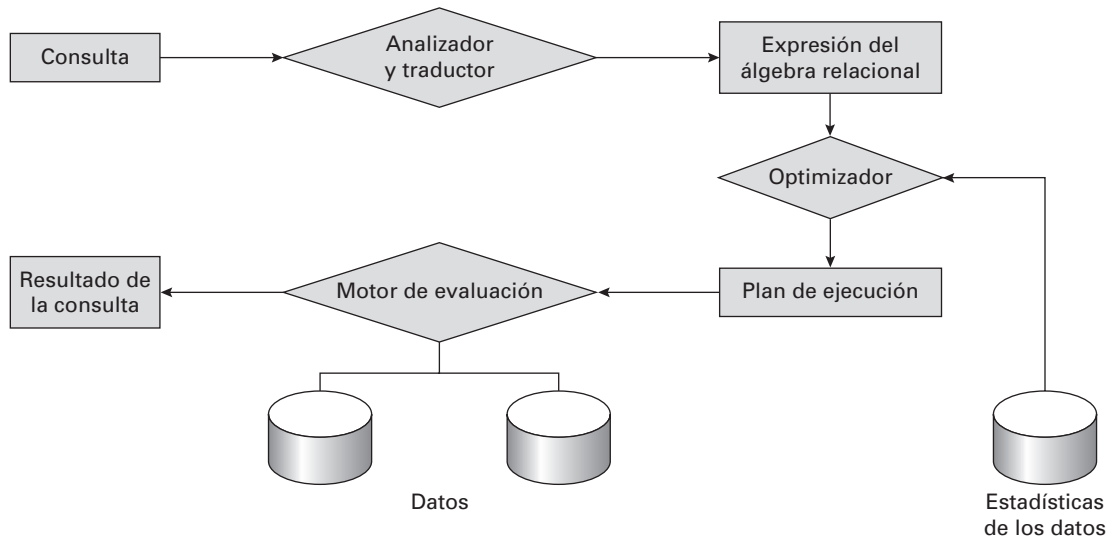 Consulta
Analizador
y traductor
Expresión del
álgebra relacional
Optimizador
Resultado de
la consulta
Motor de evaluación
Plan de ejecución
Datos
Estadísticas
de los datos